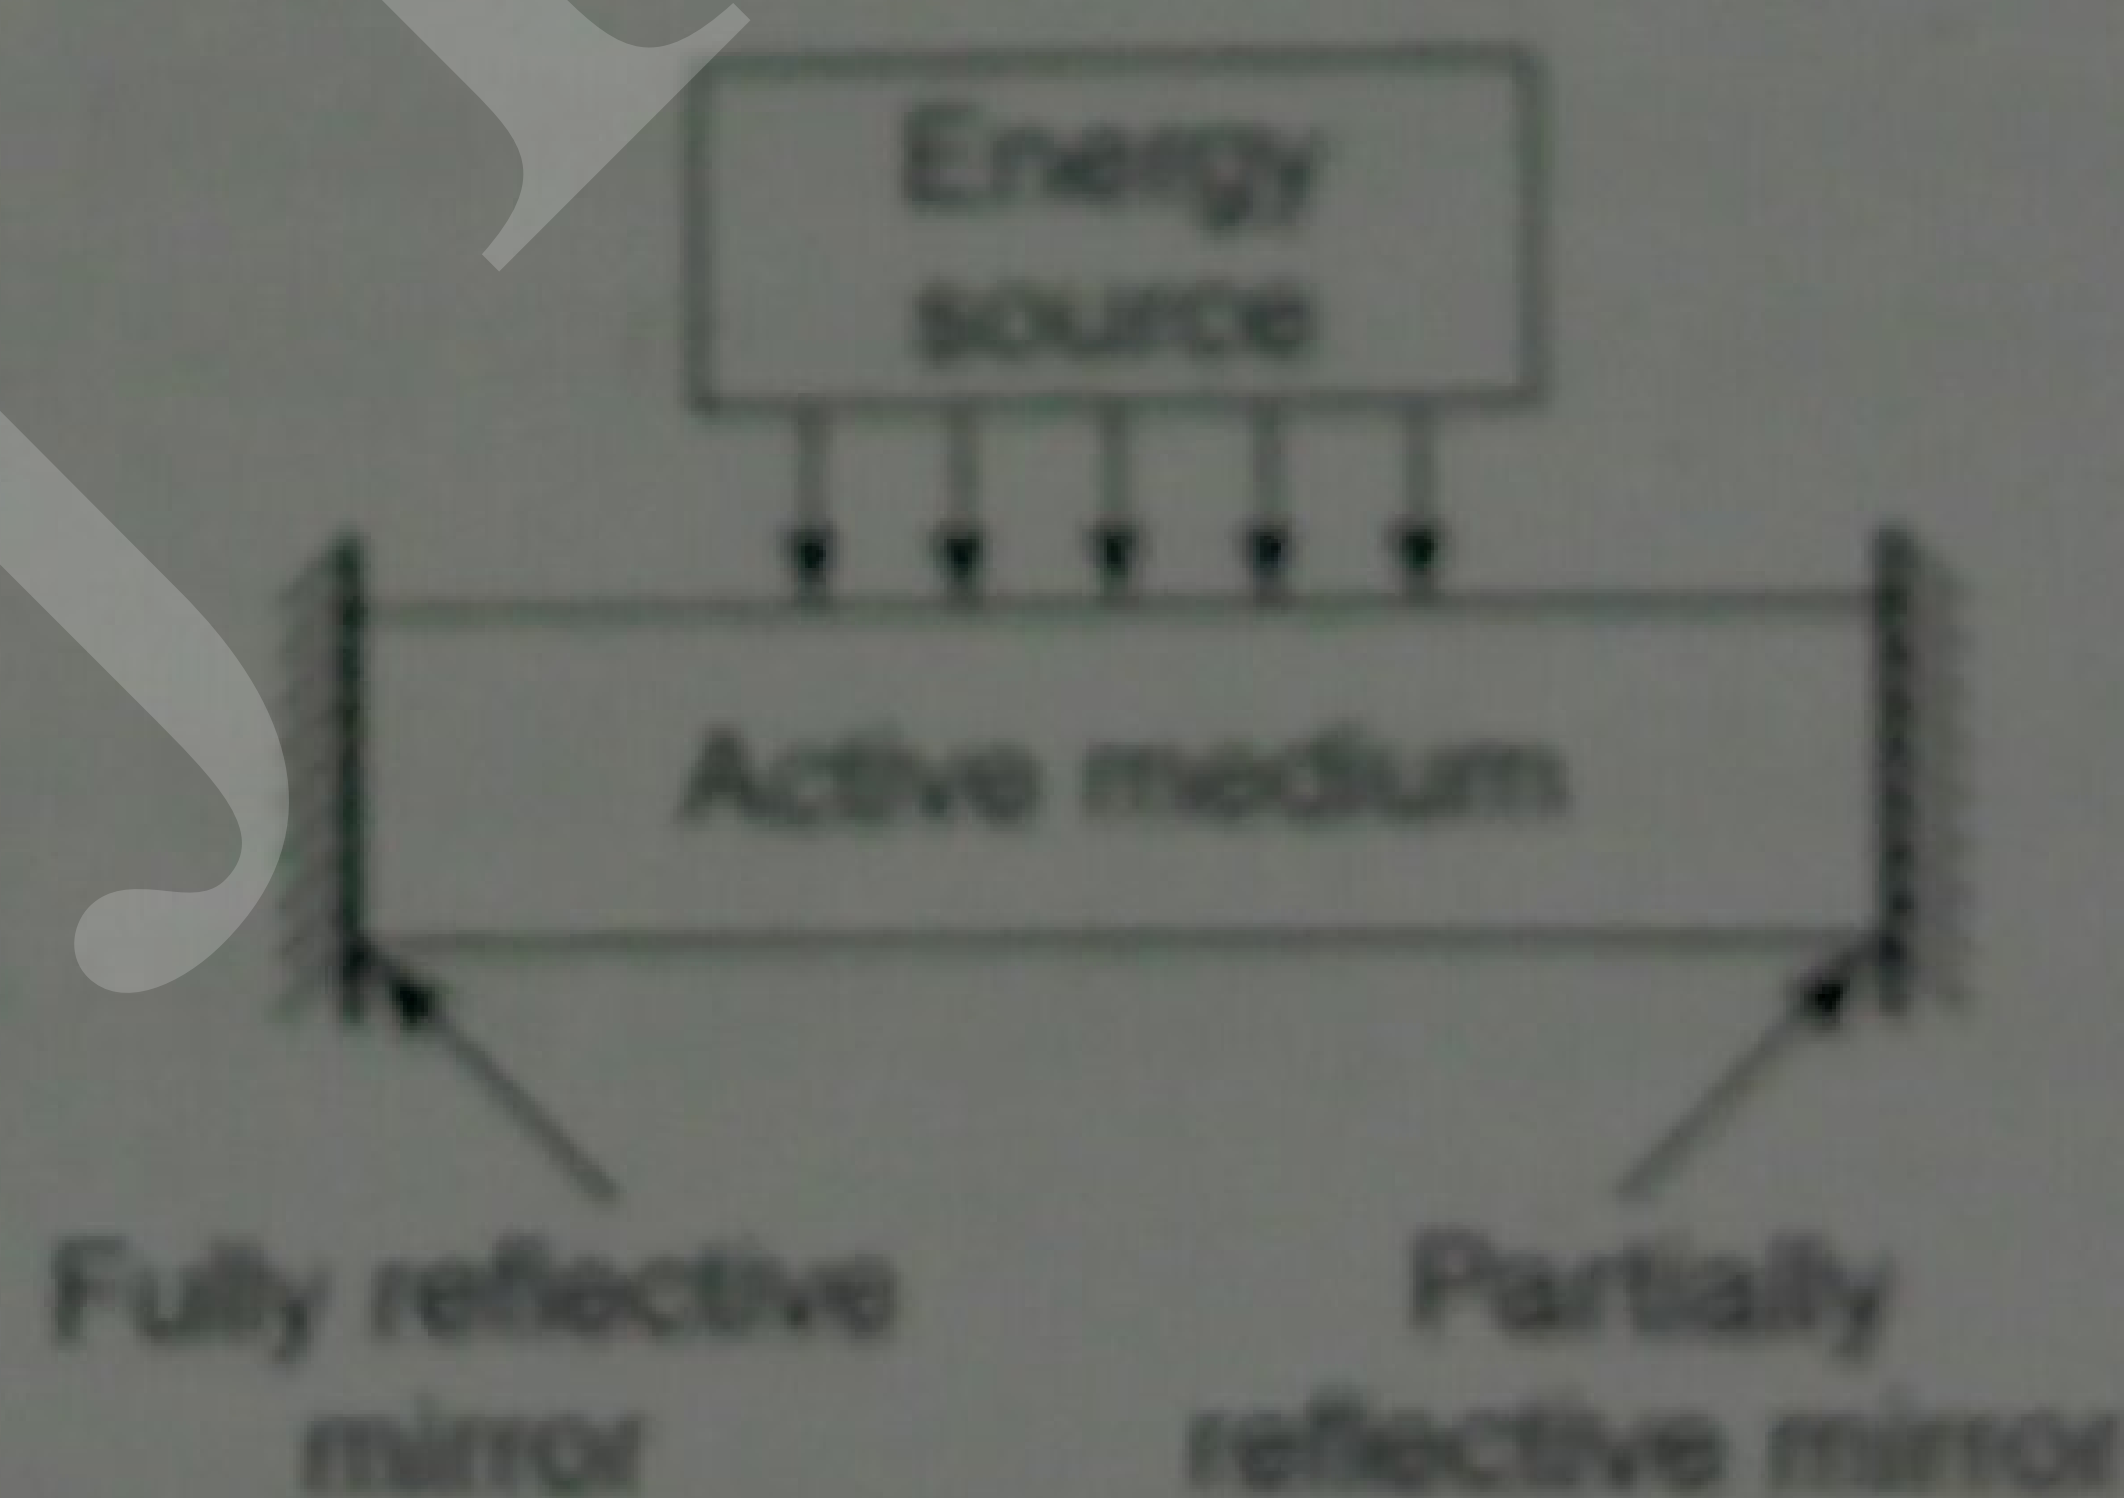 Energy
source
Active medium
Fully reflective
mirror
Partially
reflective mirror